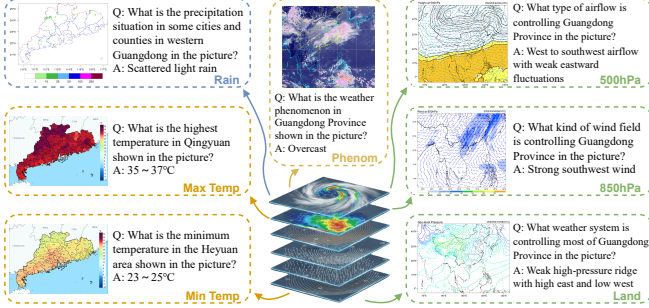 Q: What is the precipitation
situation in some cities and
counties in western
Guangdong in the picture?
A: Scattered light rain
Rain
Q: What is the highest
temperature in Qingyuan
shown in the picture?
A: 35 ~ 37℃
Max Temp
Q: What is the minimum
temperature in the Heyuan
area shown in the picture?
A: 23 ~ 25℃
Min Temp
Q: What is the weather
phenomenon in
Guangdong Province
shown in the picture?
A: Overcast
Phenom
Q: What type of airflow is
controlling Guangdong
Province in the picture?
A: West to southwest airflow
with weak eastward
fluctuations
500hPa
Q: What kind of wind field
is controlling Guangdong
Province in the picture?
A: Strong southwest wind
850hPa
Q: What weather system is
controlling most of Guangdong
Province in the picture?
A: Weak high-pressure ridge
with high east and low west
Land